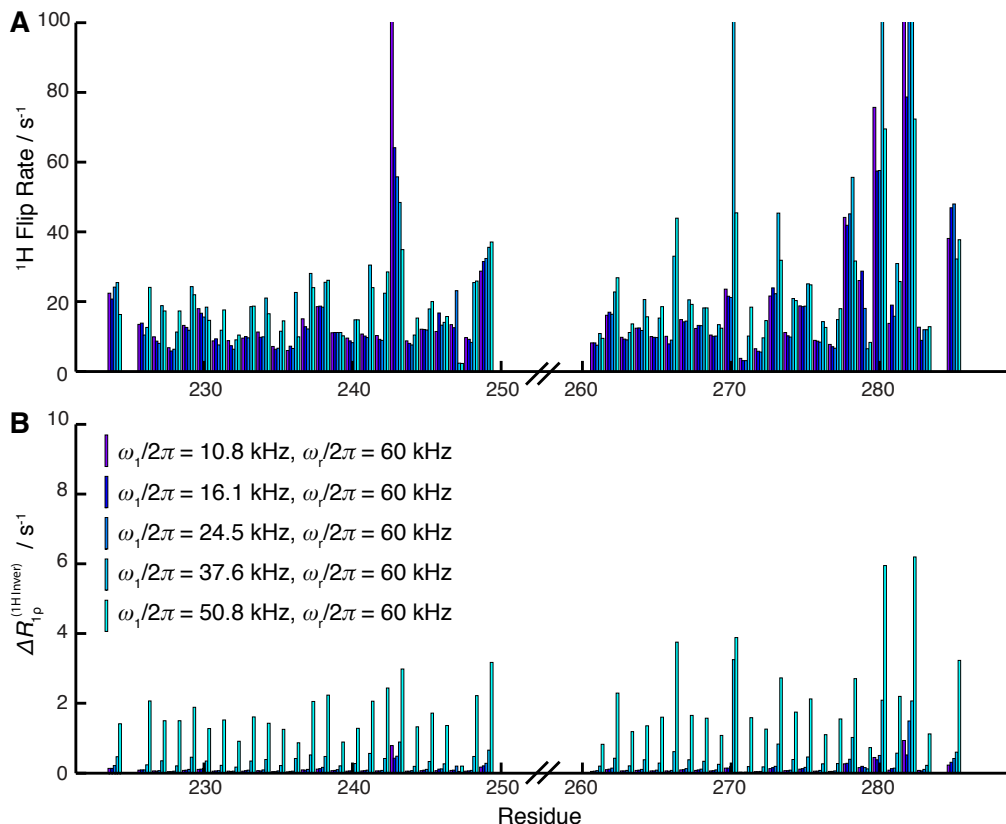 A
¹H Flip Rate / s⁻¹
100
80
60
40
20
0
230 240 250 260 270 280
B
ΔR₁ρ⁽¹ᴴ ᴵⁿᵛᵉʳ⁾ / s⁻¹
10
8
6
4
2
0
ω₁/2π = 10.8 kHz, ωᵣ/2π = 60 kHz
ω₁/2π = 16.1 kHz, ωᵣ/2π = 60 kHz
ω₁/2π = 24.5 kHz, ωᵣ/2π = 60 kHz
ω₁/2π = 37.6 kHz, ωᵣ/2π = 60 kHz
ω₁/2π = 50.8 kHz, ωᵣ/2π = 60 kHz
230 240 250 260 270 280
Residue